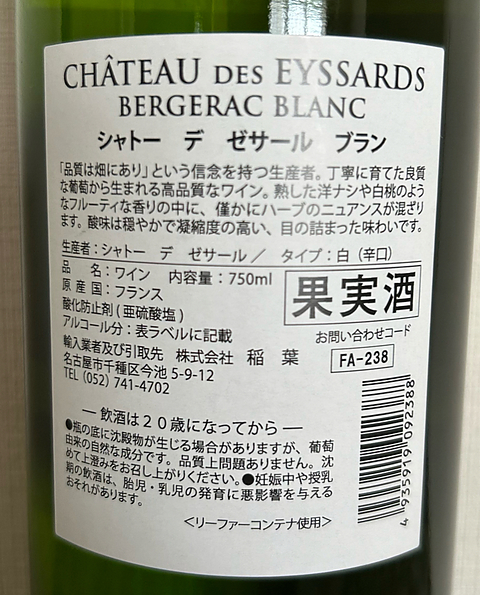 CHÂTEAU DES EYSSARDS
BERGERAC BLANC
シャトー デ ゼサール ブラン
「品質は畑にあり」という信念を持つ生産者。丁寧に育てた良質
な葡萄から生まれる高品質なワイン。熟した洋ナシや白桃のよう
なフルーティな香りの中に、僅かにハーブのニュアンスが混ざり
ます。酸味は穏やかで凝縮度の高い、目の詰まった味わいです。
生産者：シャトー デ ゼサール／ タイプ：白（辛口）
品 名：ワイン 内容量：750ml
原産国：フランス
酸化防止剤(亜硫酸塩)
アルコール分：表ラベルに記載
輸入業者及び引取先 株式会社 稲葉
名古屋市千種区今池 5-9-12
TEL (052) 741-4702
果実酒
お問い合わせコード
FA-238
― 飲酒は20歳になってから ―
●瓶の底に沈殿物が生じる場合がありますが、葡萄
由来の自然な成分です。品質上問題ありません。沈
めて上澄みをお召し上がりください。●妊娠中や授乳
期の飲酒は、胎児・乳児の発育に悪影響を与える
おそれがあります。
＜リーファーコンテナ使用＞
4 935919 092388